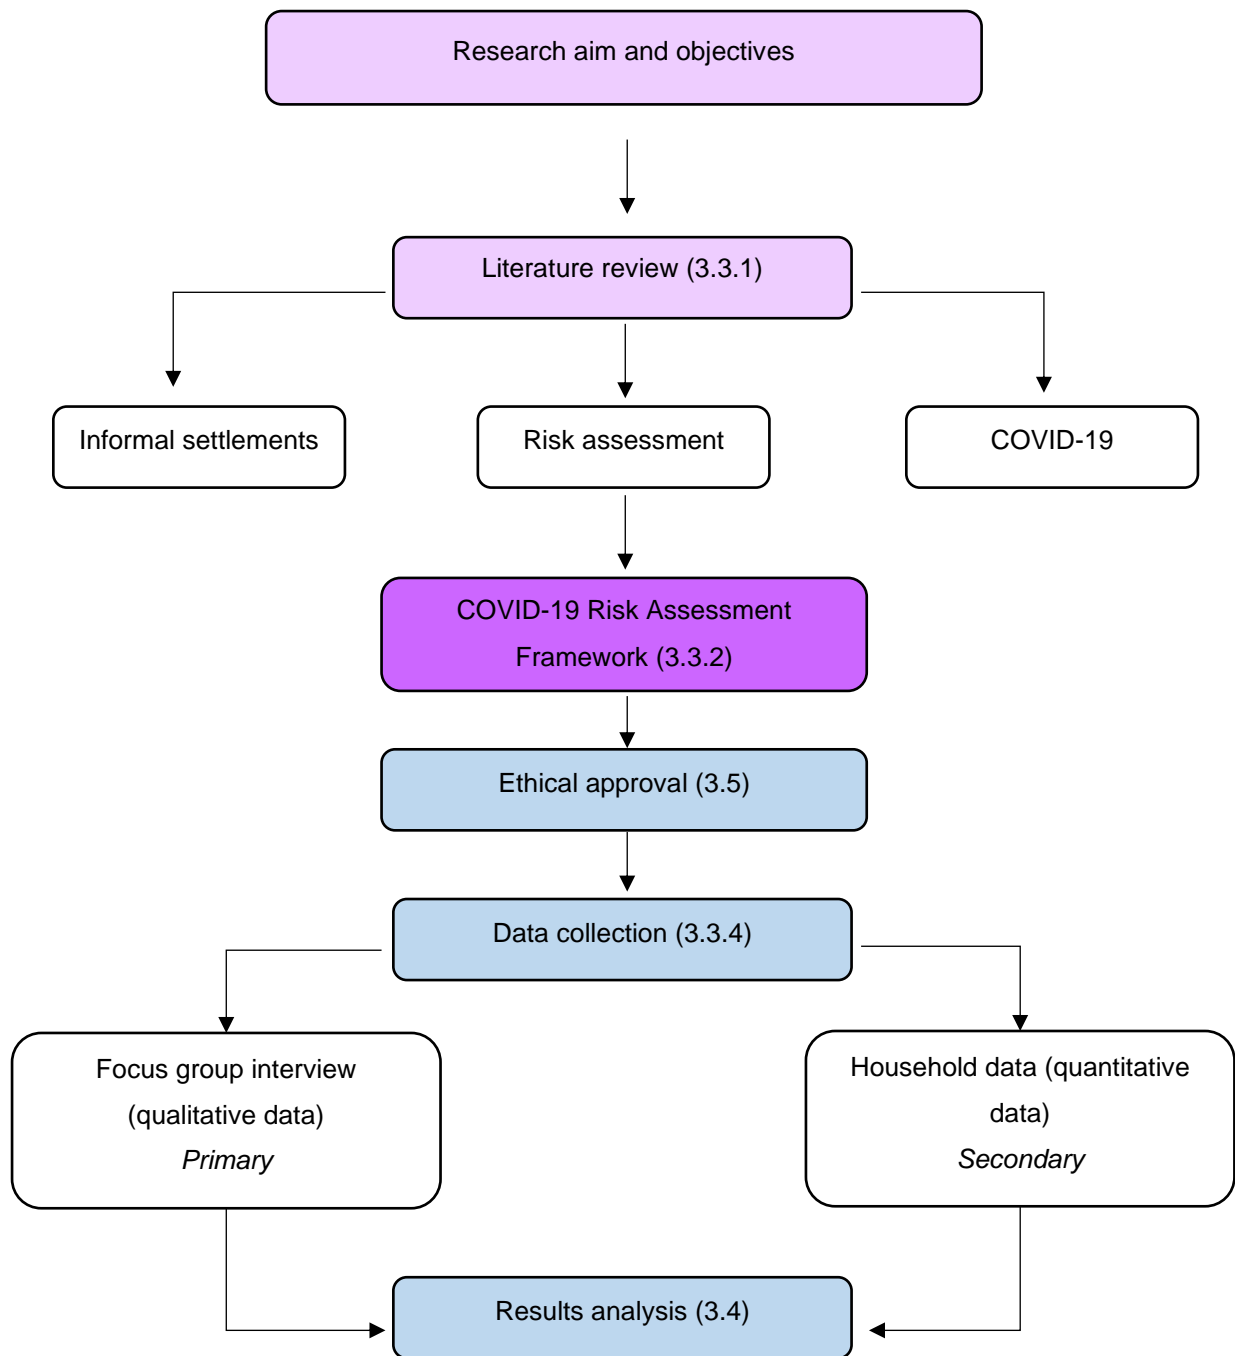 Research aim and objectives
Literature review (3.3.1)
Informal settlements
Risk assessment
COVID-19
COVID-19 Risk Assessment
Framework (3.3.2)
Ethical approval (3.5)
Data collection (3.3.4)
Focus group interview
(qualitative data)
Primary
Household data (quantitative
data)
Secondary
Results analysis (3.4)